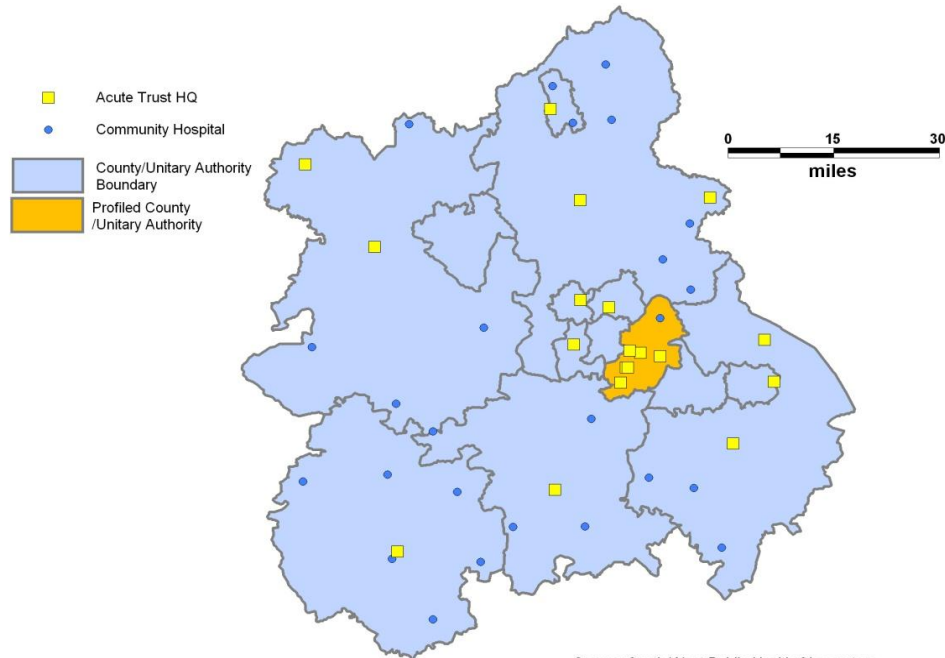 Acute Trust HQ
Community Hospital
County/Unitary Authority
Boundary
Profiled County
/Unitary Authority
0 15 30
miles